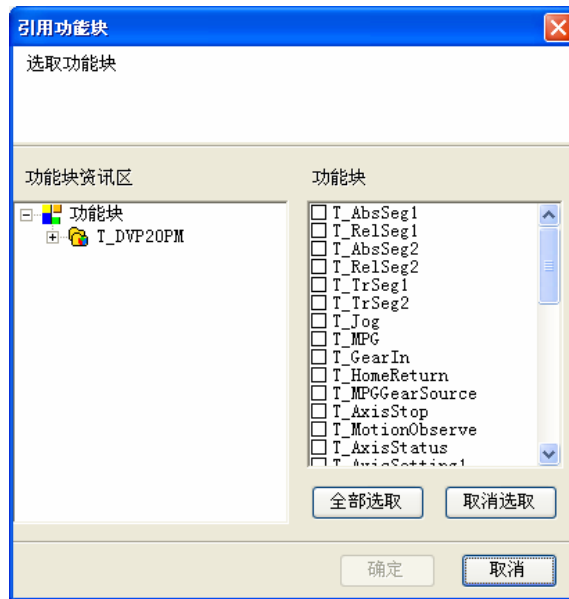 引用功能块
选取功能块
功能块资讯区
功能块
T_DVP20PM
功能块
T_AbsSeg1
T_RelSeg1
T_AbsSeg2
T_RelSeg2
T_TrSeg1
T_TrSeg2
T_Jog
T_MPG
T_GearIn
T_HomeReturn
T_MPGGearSource
T_AxisStop
T_MotionObserve
T_AxisStatus
T_AxisSetting1
全部选取 取消选取
确定 取消